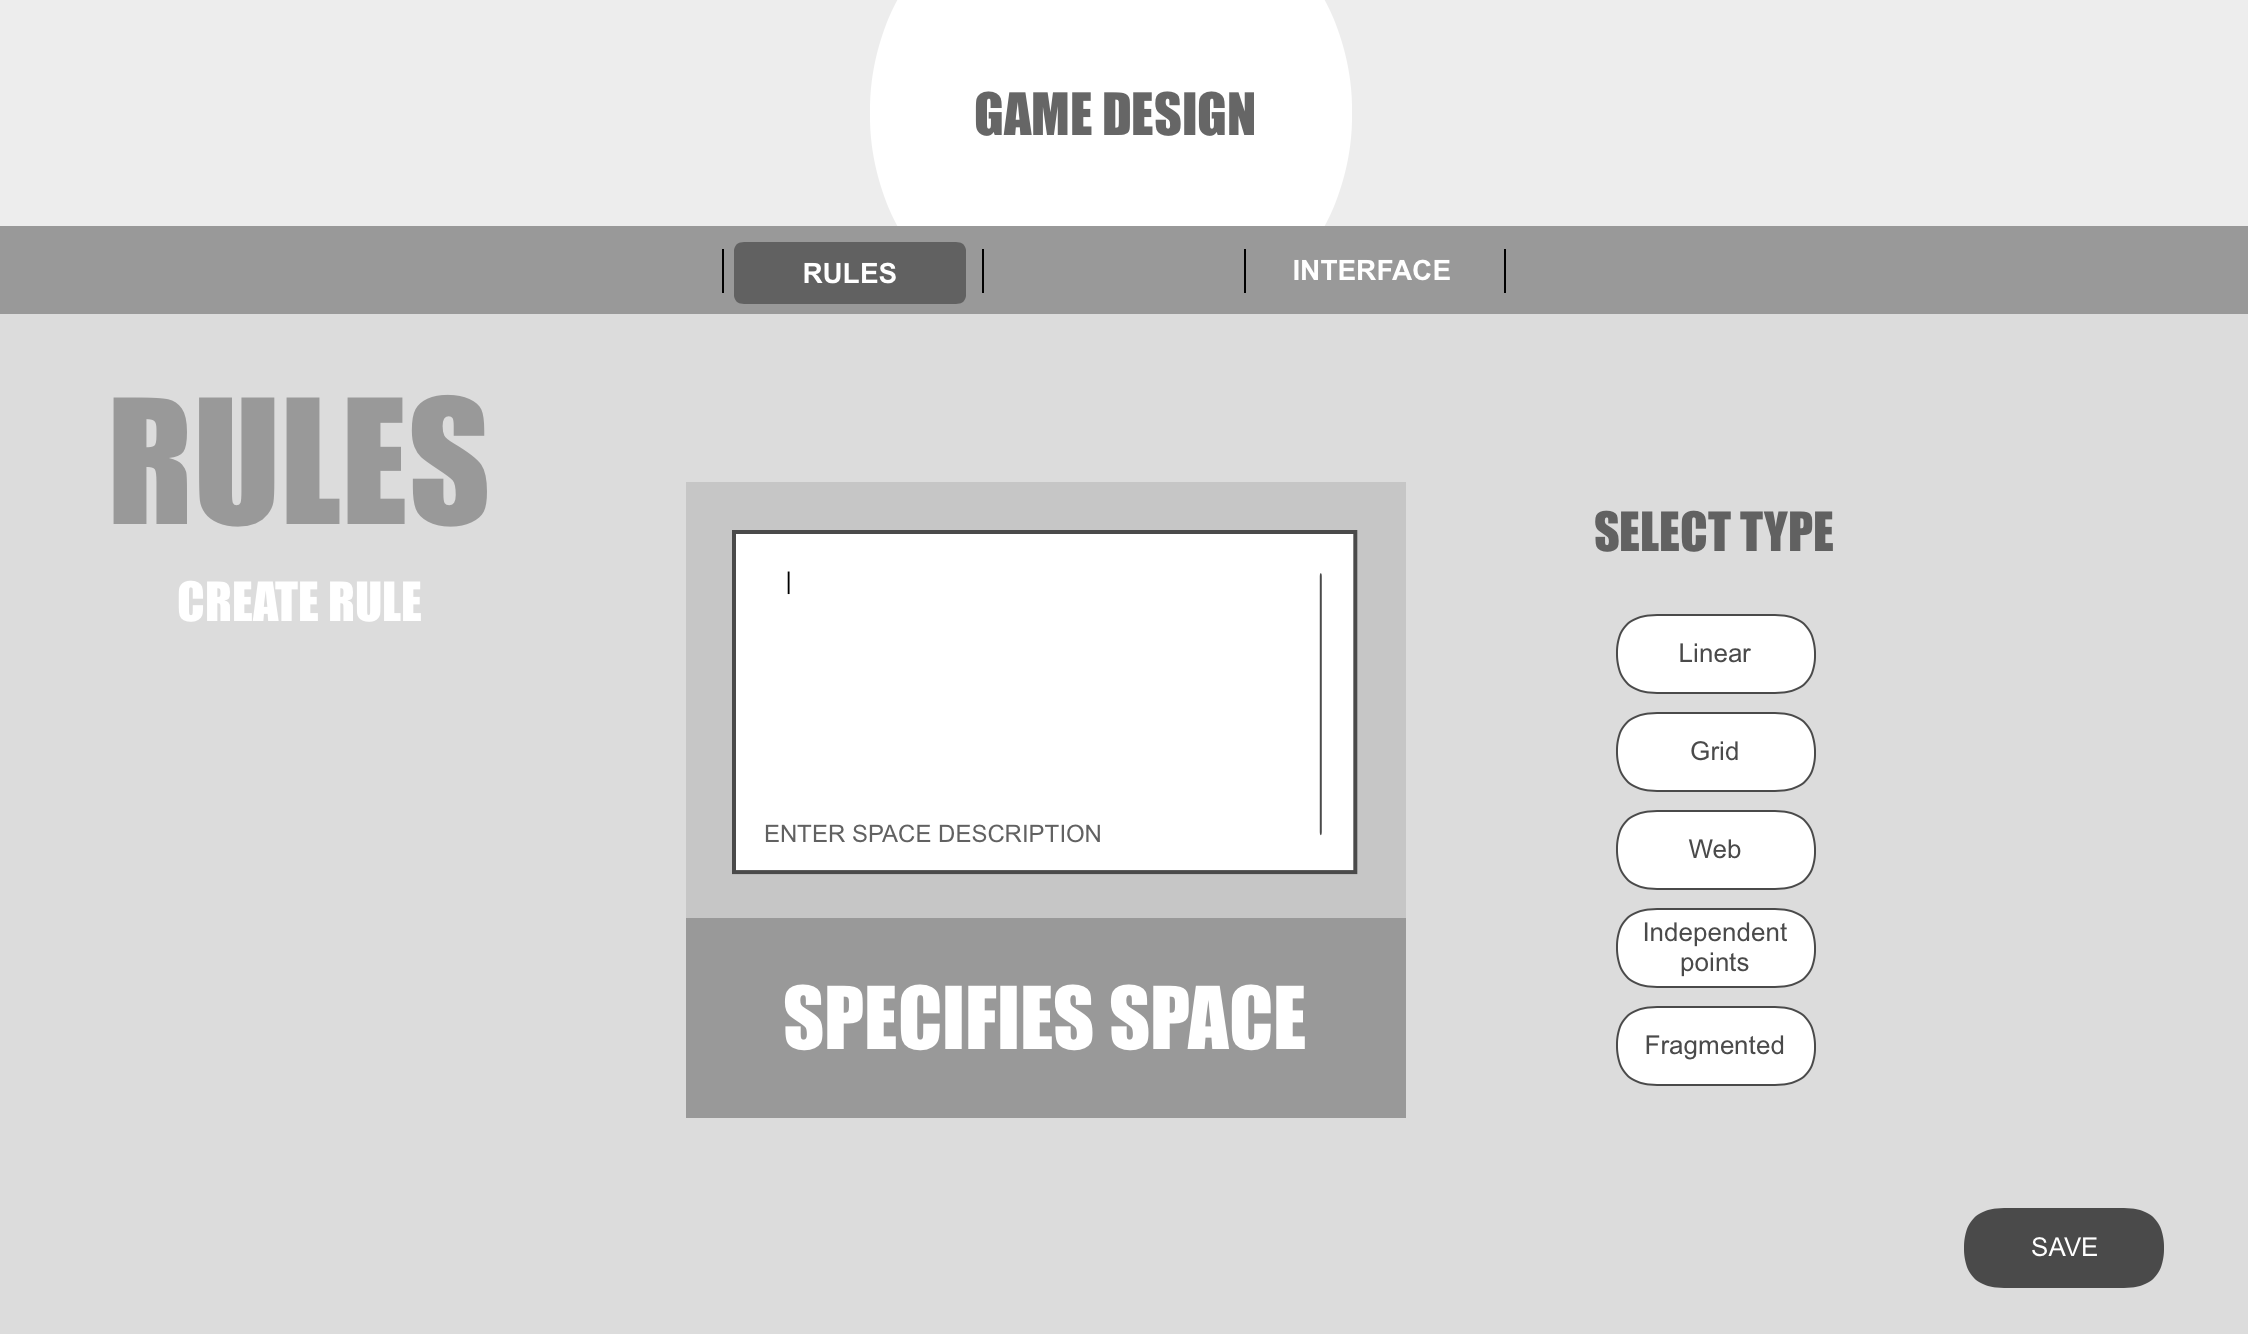 GAME DESIGN
RULES
INTERFACE
RULES
CREATE RULE
ENTER SPACE DESCRIPTION
SPECIFIES SPACE
SELECT TYPE
Linear
Grid
Web
Independent
points
Fragmented
SAVE